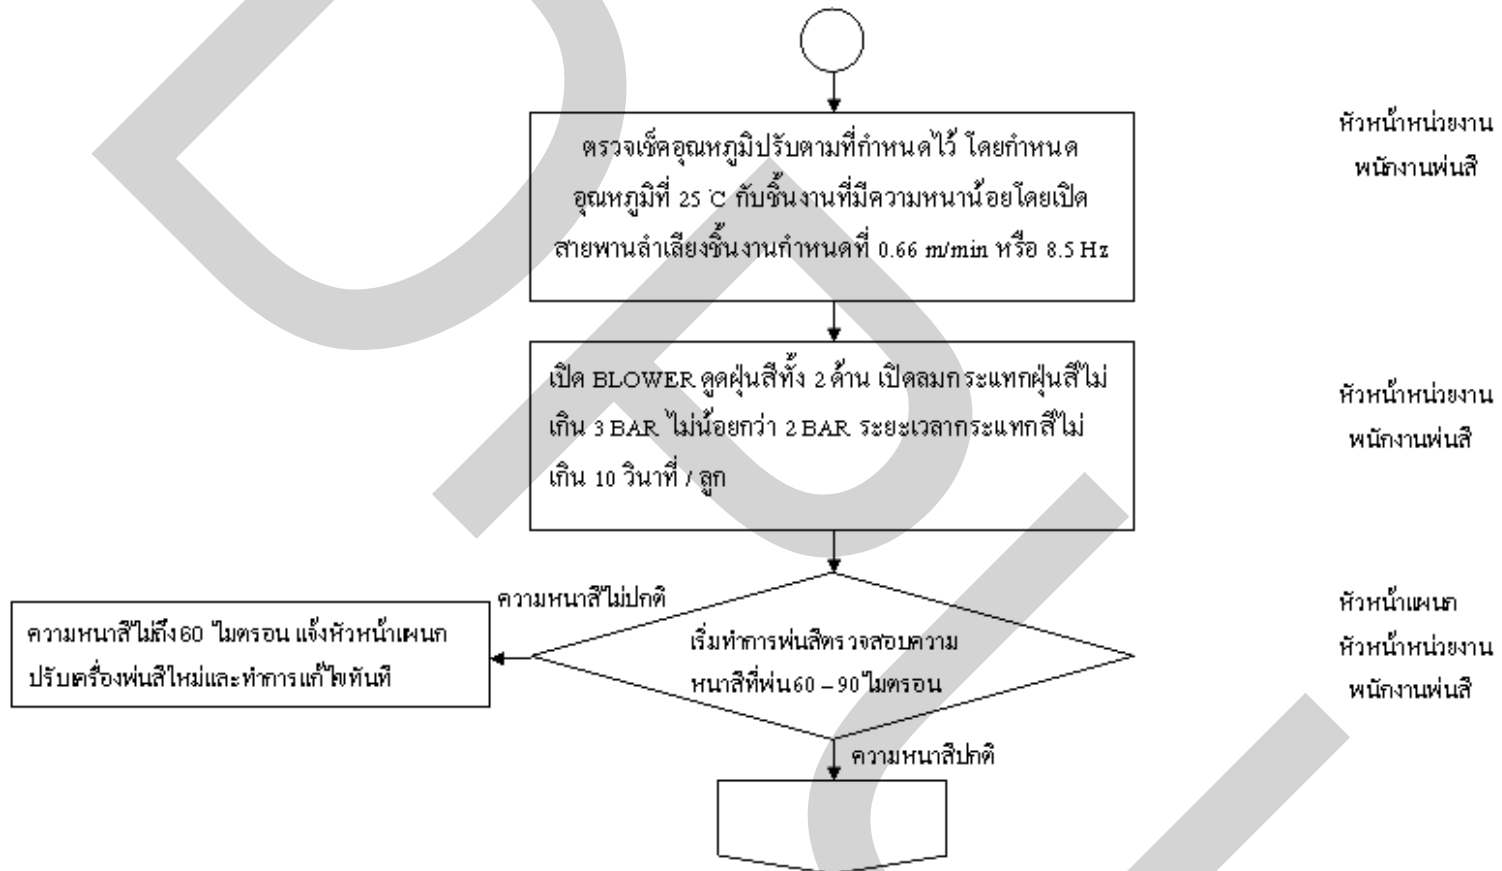 ตรวจเช็คอุณหภูมิปรับตามที่กำหนดไว้ โดยกำหนด
อุณหภูมิที่ 25 ํC กับชิ้นงานที่มีความหนาน้อยโดยเปิด
สายพานลำเลียงชิ้นงานกำหนดที่ 0.66 m/min หรือ 8.5 Hz
หัวหน้าหน่วยงาน
พนักงานพ่นสี
เปิด BLOWER ดูดฝุ่นสีทั้ง 2 ด้าน เปิดลมกระแทกฝุ่นสีไม่
เกิน 3 BAR ไม่น้อยกว่า 2 BAR ระยะเวลากระแทกสีไม่
เกิน 10 วินาที่ / ลูก
หัวหน้าหน่วยงาน
พนักงานพ่นสี
ความหนาสีไม่ปกติ
ความหนาสีไม่ถึง 60 ไมตรอน แจ้งหัวหน้าแผนก
ปรับเครื่องพ่นสีใหม่และทำการแก้ไขทันที
เริ่มทำการพ่นสีตรวจสอบความ
หนาสีที่พ่น 60 – 90 ไมตรอน
หัวหน้าแผนก
หัวหน้าหน่วยงาน
พนักงานพ่นสี
ความหนาสีปกติ